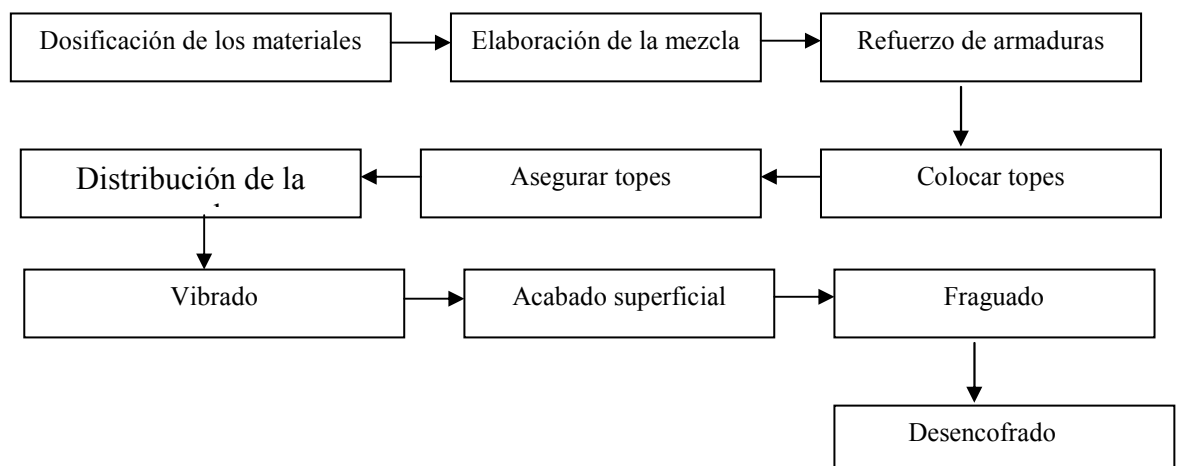 Dosificación de los materiales
Elaboración de la mezcla
Refuerzo de armaduras
Colocar topes
Asegurar topes
Distribución de la
Vibrado
Acabado superficial
Fraguado
Desencofrado